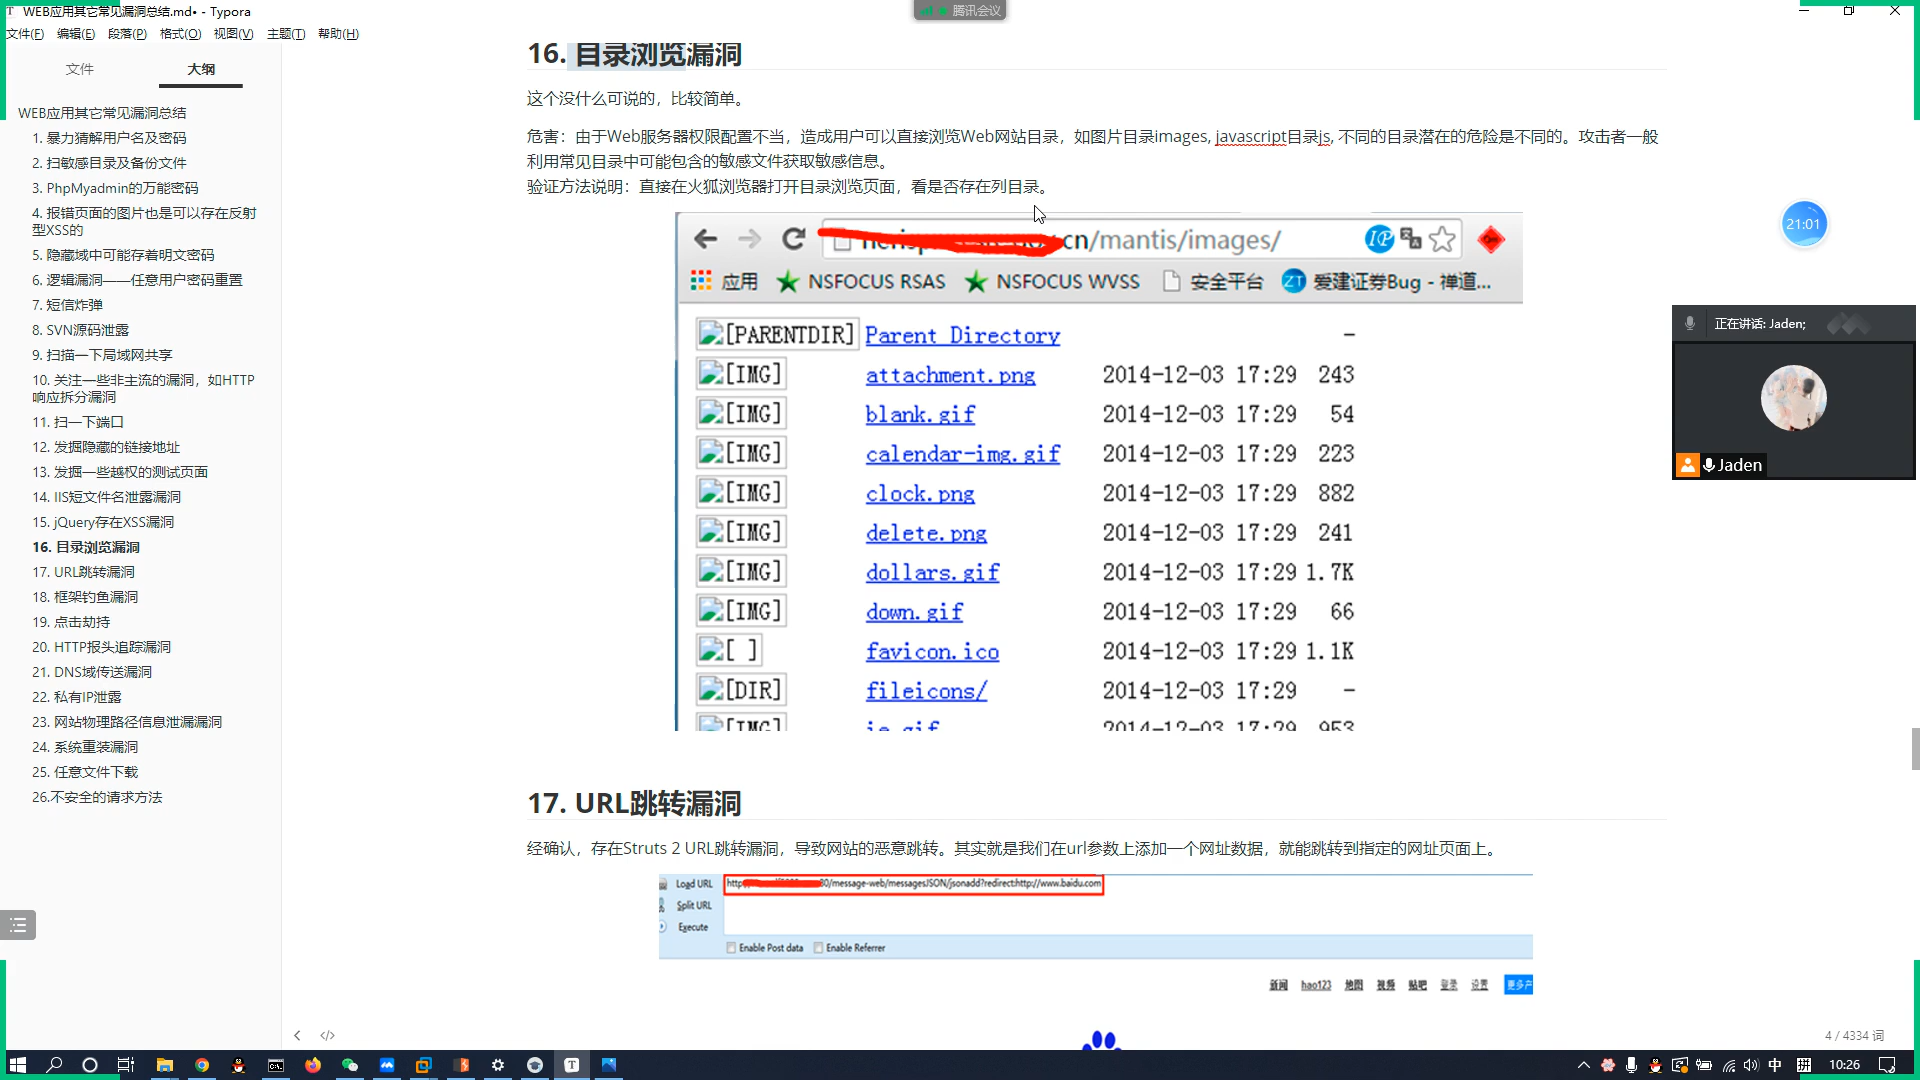 WEB应用其它常见漏洞总结.md• - Typora
腾讯会议
文件(F) 编辑(E) 段落(P) 格式(O) 视图(V) 主题(T) 帮助(H)
文件 大纲
WEB应用其它常见漏洞总结
1. 暴力猜解用户名及密码
2. 扫敏感目录及备份文件
3. PhpMyadmin的万能密码
4. 报错页面的图片也是可以存在反射
型XSS的
5. 隐藏域中可能存着明文密码
6. 逻辑漏洞——任意用户密码重置
7. 短信炸弹
8. SVN源码泄露
9. 扫描一下局域网共享
10. 关注一些非主流的漏洞，如HTTP
响应拆分漏洞
11. 扫一下端口
12. 发掘隐藏的链接地址
13. 发掘一些越权的测试页面
14. IIS短文件名泄露漏洞
15. jQuery存在XSS漏洞
16. 目录浏览漏洞
17. URL跳转漏洞
18. 框架钓鱼漏洞
19. 点击劫持
20. HTTP报头追踪漏洞
21. DNS域传送漏洞
22. 私有IP泄露
23. 网站物理路径信息泄漏漏洞
24. 系统重装漏洞
25. 任意文件下载
26.不安全的请求方法
16. 目录浏览漏洞
这个没什么可说的，比较简单。
危害：由于Web服务器权限配置不当，造成用户可以直接浏览Web网站目录，如图片目录images, javascript目录js, 不同的目录潜在的危险是不同的。攻击者一般
利用常见目录中可能包含的敏感文件获取敏感信息。
验证方法说明：直接在火狐浏览器打开目录浏览页面，看是否存在列目录。
cn/mantis/images/
应用 NSFOCUS RSAS NSFOCUS WVSS 安全平台 ZT 爱建证券Bug - 禅道...
[PARENTDIR] Parent Directory -
[IMG] attachment.png 2014-12-03 17:29 243
[IMG] blank.gif 2014-12-03 17:29 54
[IMG] calendar-img.gif 2014-12-03 17:29 223
[IMG] clock.png 2014-12-03 17:29 882
[IMG] delete.png 2014-12-03 17:29 241
[IMG] dollars.gif 2014-12-03 17:29 1.7K
[IMG] down.gif 2014-12-03 17:29 66
[ ] favicon.ico 2014-12-03 17:29 1.1K
[DIR] fileicons/ 2014-12-03 17:29 -
[IMG] ie.gif 2014-12-03 17:29 953
17. URL跳转漏洞
经确认，存在Struts 2 URL跳转漏洞，导致网站的恶意跳转。其实就是我们在url参数上添加一个网址数据，就能跳转到指定的网址页面上。
Load URL http 80/message-web/messagesJSON/jsonadd?redirect:http://www.baidu.com
Split URL
Execute
Enable Post data Enable Referrer
新闻 hao123 地图 视频 贴吧 登录 设置 更多产
4 / 4334 词
21:01
正在讲话: Jaden;
Jaden
中 拼 10:26